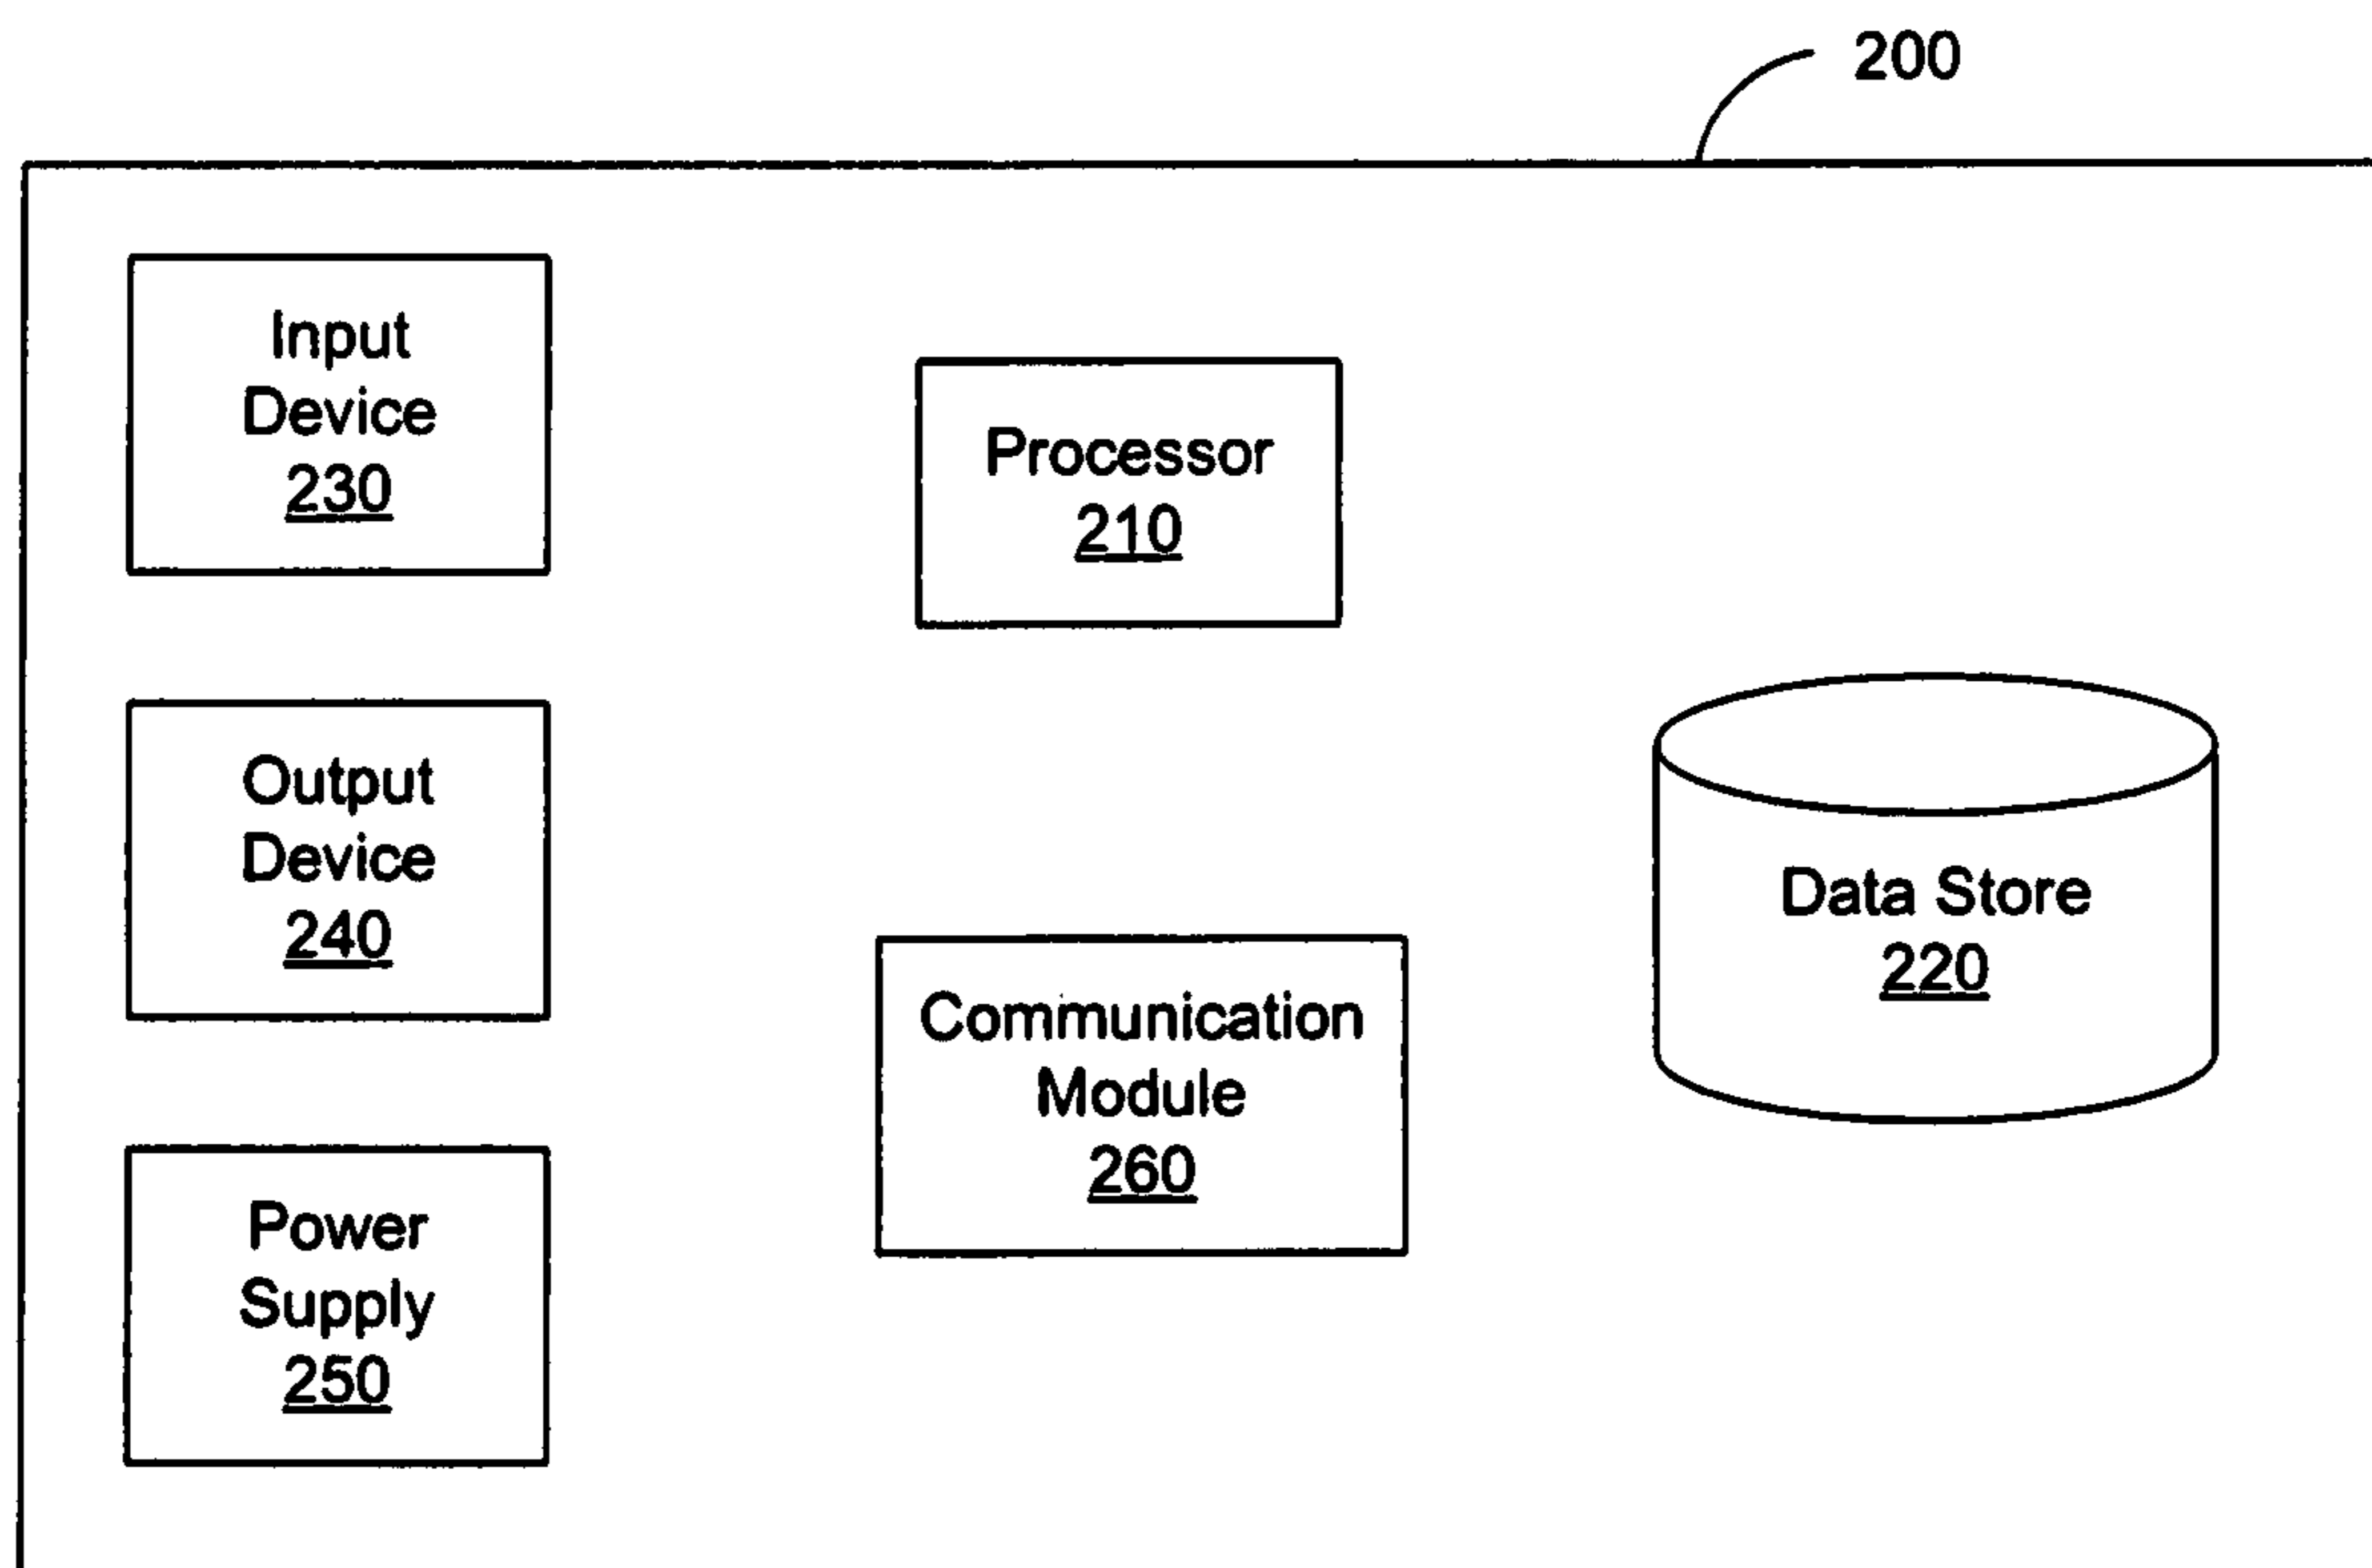 200
Input
Device
230
Processor
210
Output
Device
240
Data Store
220
Communication
Module
260
Power
Supply
250